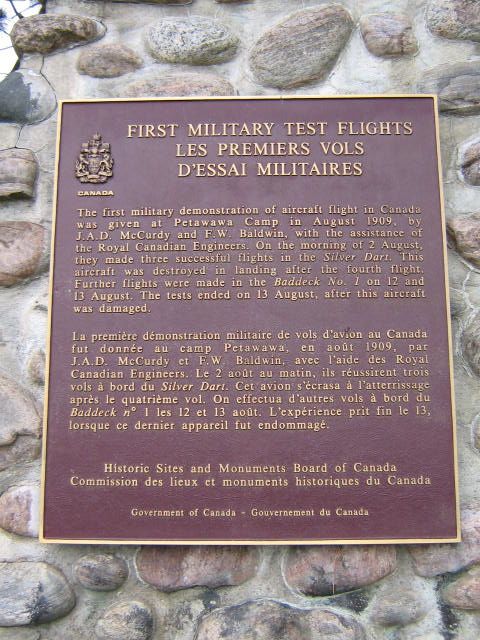 FIRST MILITARY TEST FLIGHTS
LES PREMIERS VOLS
D'ESSAI MILITAIRES
CANADA
The first military demonstration of aircraft flight in Canada
was given at Petawawa Camp in August 1909, by
J.A.D. McCurdy and F.W. Baldwin, with the assistance of
the Royal Canadian Engineers. On the morning of 2 August,
they made three successful flights in the Silver Dart. This
aircraft was destroyed in landing after the fourth flight.
Further flights were made in the Baddeck No. 1 on 12 and
13 August. The tests ended on 13 August, after this aircraft
was damaged.
La première démonstration militaire de vols d'avion au Canada
fut donnée au camp Petawawa, en août 1909, par
J.A.D. McCurdy et F.W. Baldwin, avec l'aide des Royal
Canadian Engineers. Le 2 août au matin, ils réussirent trois
vols à bord du Silver Dart. Cet avion s'écrasa à l'atterrissage
après le quatrième vol. On effectua d'autres vols à bord du
Baddeck n° 1 les 12 et 13 août. L'expérience prit fin le 13,
lorsque ce dernier appareil fut endommagé.
Historic Sites and Monuments Board of Canada
Commission des lieux et monuments historiques du Canada
Government of Canada - Gouvernement du Canada